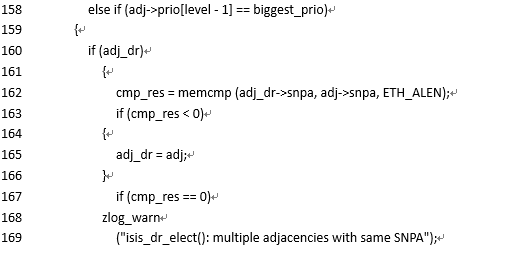 158 else if (adj->prio[level - 1] == biggest_prio)
159 {
160 if (adj_dr)
161 {
162 cmp_res = memcmp (adj_dr->snpa, adj->snpa, ETH_ALEN);
163 if (cmp_res < 0)
164 {
165 adj_dr = adj;
166 }
167 if (cmp_res == 0)
168 zlog_warn
169 ("isis_dr_elect(): multiple adjacencies with same SNPA");